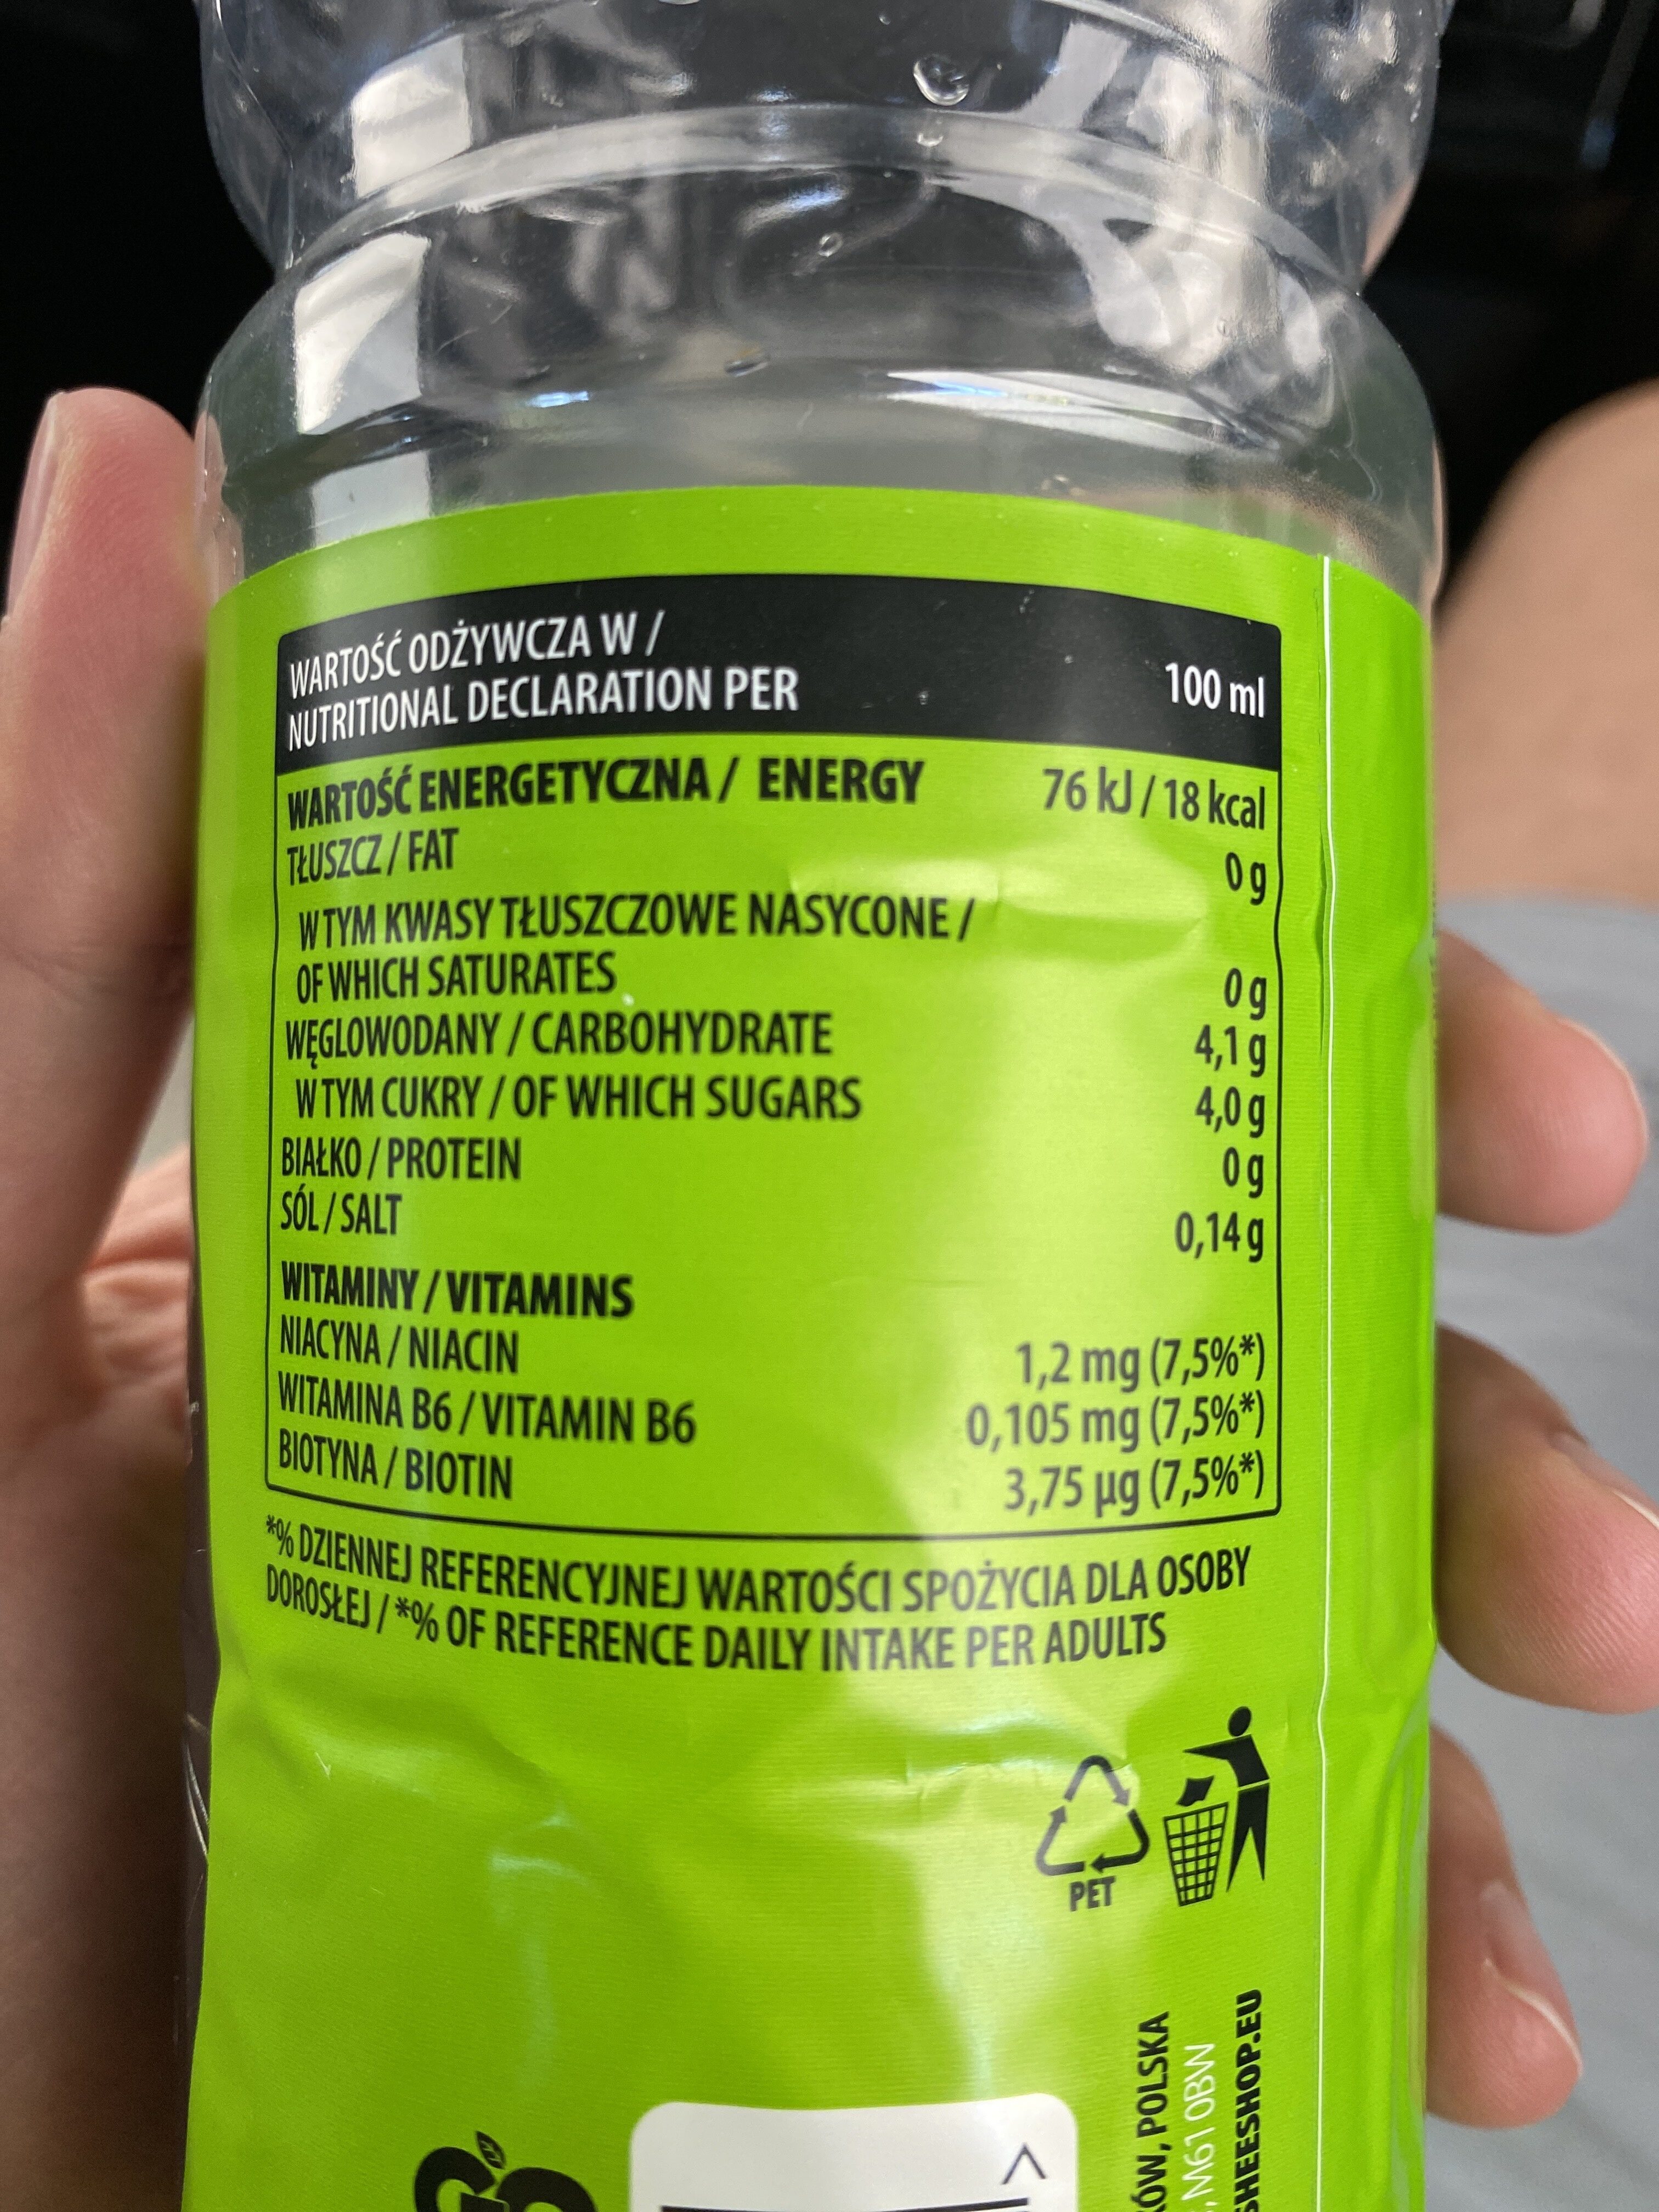 WARTOŚĆ ODŻYWCZA W /
NUTRITIONAL DECLARATION PER 100 ml
WARTOŚĆ ENERGETYCZNA / ENERGY 76 kJ / 18 kcal
TŁUSZCZ / FAT 0 g
W TYM KWASY TŁUSZCZOWE NASYCONE /
OF WHICH SATURATES 0 g
WĘGLOWODANY / CARBOHYDRATE 4,1 g
W TYM CUKRY / OF WHICH SUGARS 4,0 g
BIAŁKO / PROTEIN 0 g
SÓL / SALT 0,14 g
WITAMINY / VITAMINS
NIACYNA / NIACIN 1,2 mg (7,5%*)
WITAMINA B6 / VITAMIN B6 0,105 mg (7,5%*)
BIOTYNA / BIOTIN 3,75 µg (7,5%*)
*% DZIENNEJ REFERENCYJNEJ WARTOŚCI SPOŻYCIA DLA OSOBY
DOROSŁEJ / *% OF REFERENCE DAILY INTAKE PER ADULTS
PET
POLSKA
M61 0BW